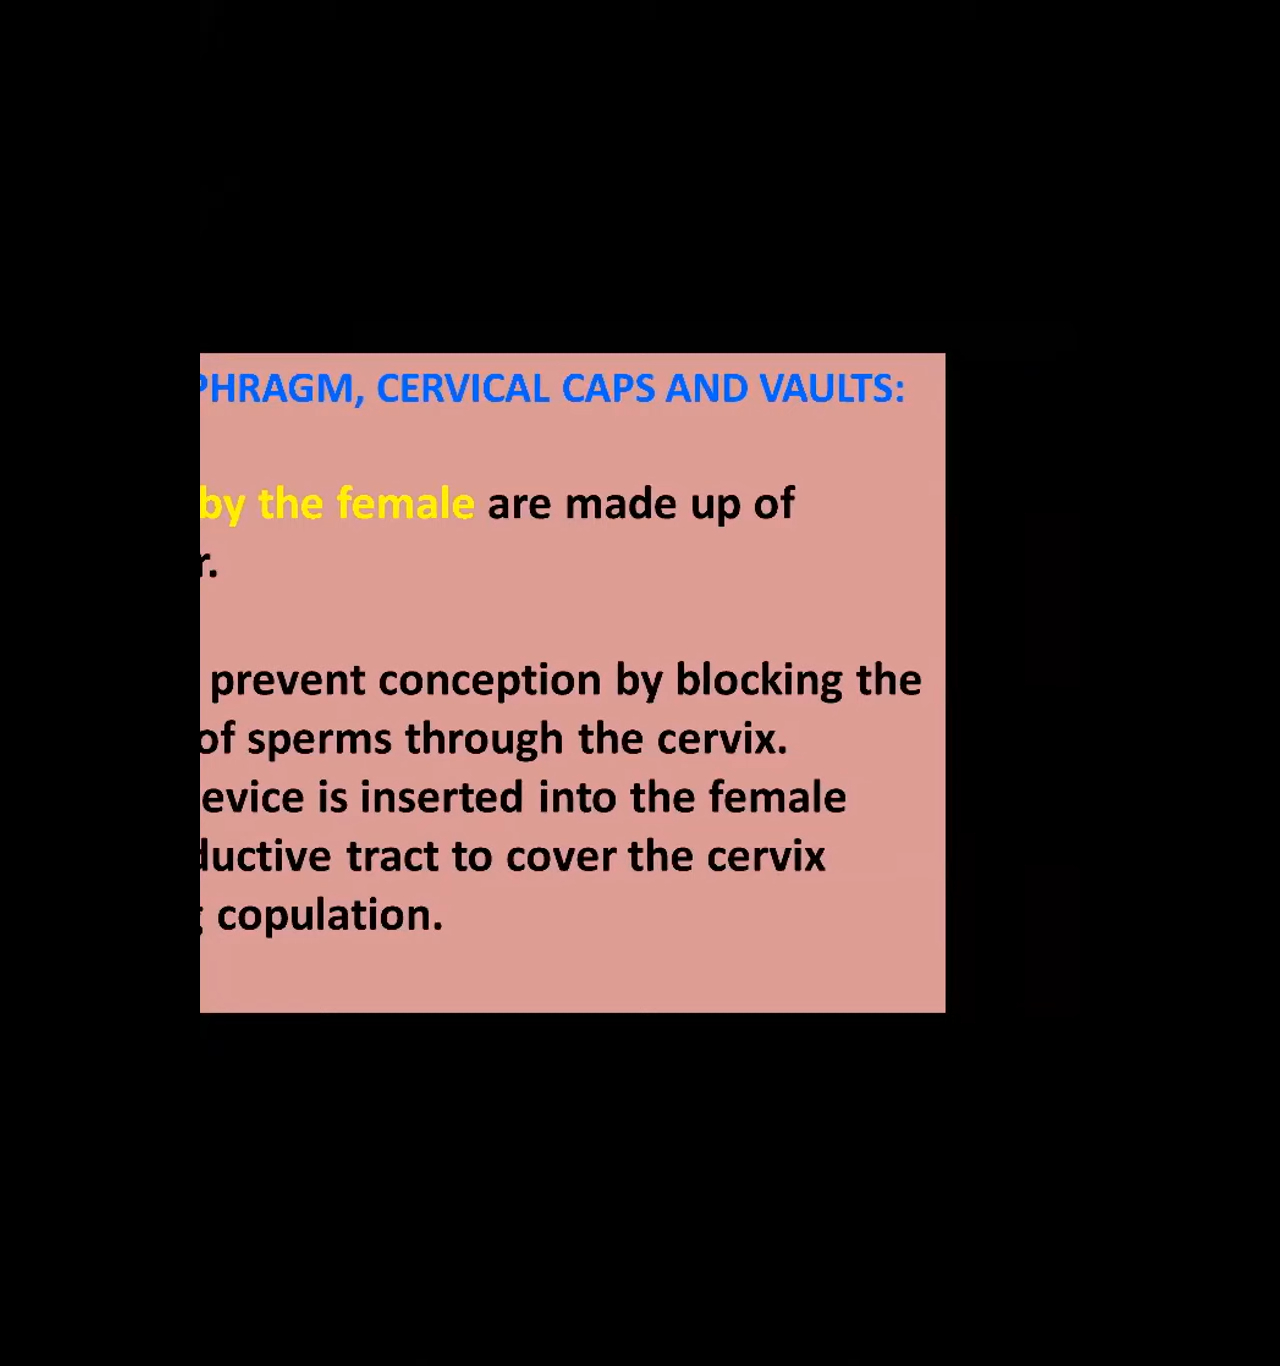 PHRAGM, CERVICAL CAPS AND VAULTS:
by the female are made up of
r.
prevent conception by blocking the
of sperms through the cervix.
evice is inserted into the female
ductive tract to cover the cervix
copulation.